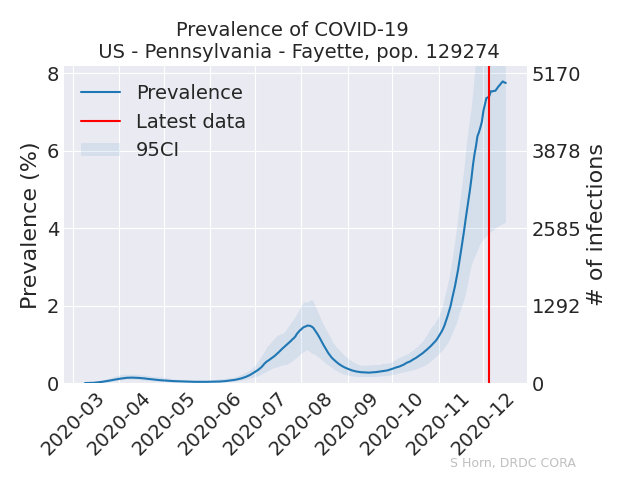 Prevalence of COVID-19
US - Pennsylvania - Fayette, pop. 129274
Prevalence
Latest data
95CI
Prevalence (%)
8
6
4
2
0
5170
3878
2585
1292
0
# of infections
2020-03
2020-04
2020-05
2020-06
2020-07
2020-08
2020-09
2020-10
2020-11
2020-12
S Horn, DRDC CORA